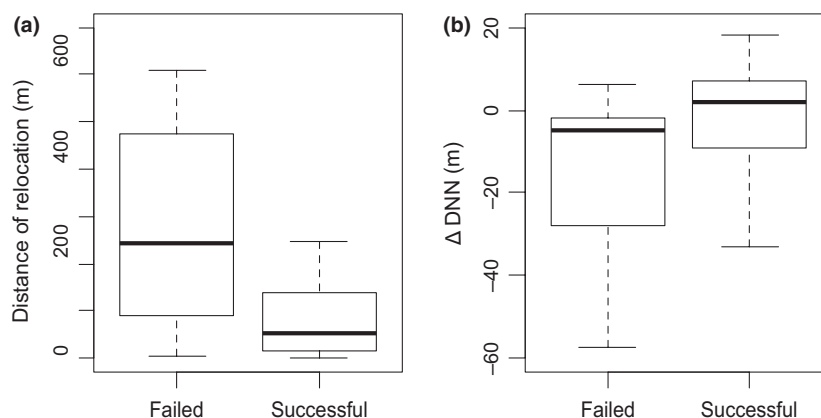 (a)
Distance of relocation (m)
600
400
200
0
Failed
Successful
(b)
Δ DNN (m)
20
0
−20
−40
−60
Failed
Successful